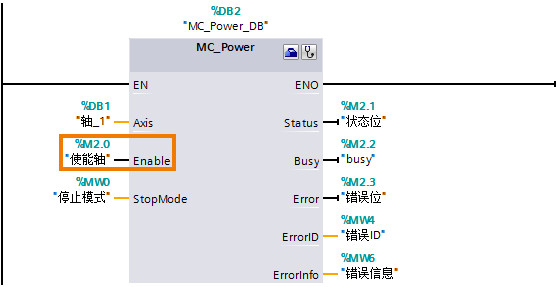 %DB2
"MC_Power_DB"
MC_Power
EN
ENO
%DB1
"轴_1"
Axis
%M2.0
"使能轴"
Enable
%MW0
"停止模式"
StopMode
%M2.1
Status
"状态位"
%M2.2
Busy
"busy"
%M2.3
Error
"错误位"
%MW4
ErrorID
"错误ID"
%MW6
ErrorInfo
"错误信息"